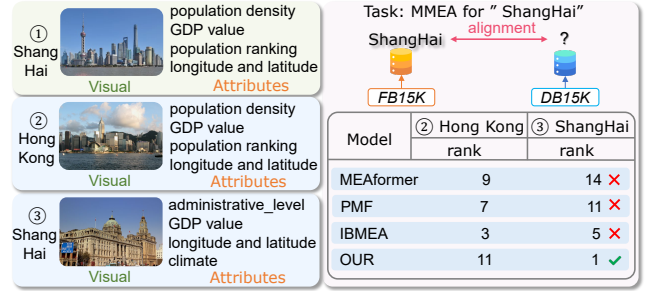 ①
Shang
Hai
population density
GDP value
population ranking
longitude and latitude
Visual
Attributes
②
Hong
Kong
population density
GDP value
population ranking
longitude and latitude
Visual
Attributes
③
Shang
Hai
administrative_level
GDP value
longitude and latitude
climate
Visual
Attributes
Task: MMEA for ” ShangHai”
ShangHai
alignment
?
FB15K
DB15K
Model
② Hong Kong
③ ShangHai
rank
rank
MEAformer 9 14 ✕
PMF 7 11 ✕
IBMEA 3 5 ✕
OUR 11 1 ✓